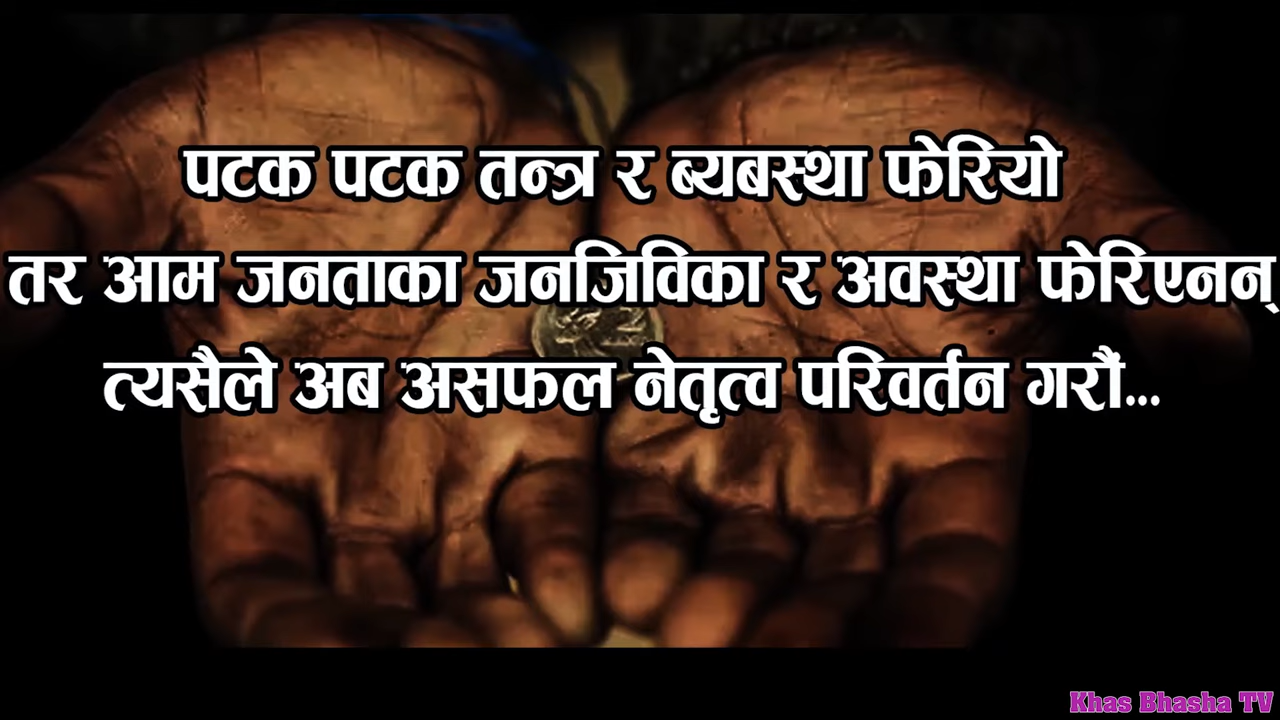 पटक पटक तन्त्र र ब्यबस्था फेरियो
तर आम जनताका जनजिविका र अवस्था फेरिएनन्
त्यसैले अब असफल नेतृत्व परिवर्तन गरौं...
Khas Bhasha TV